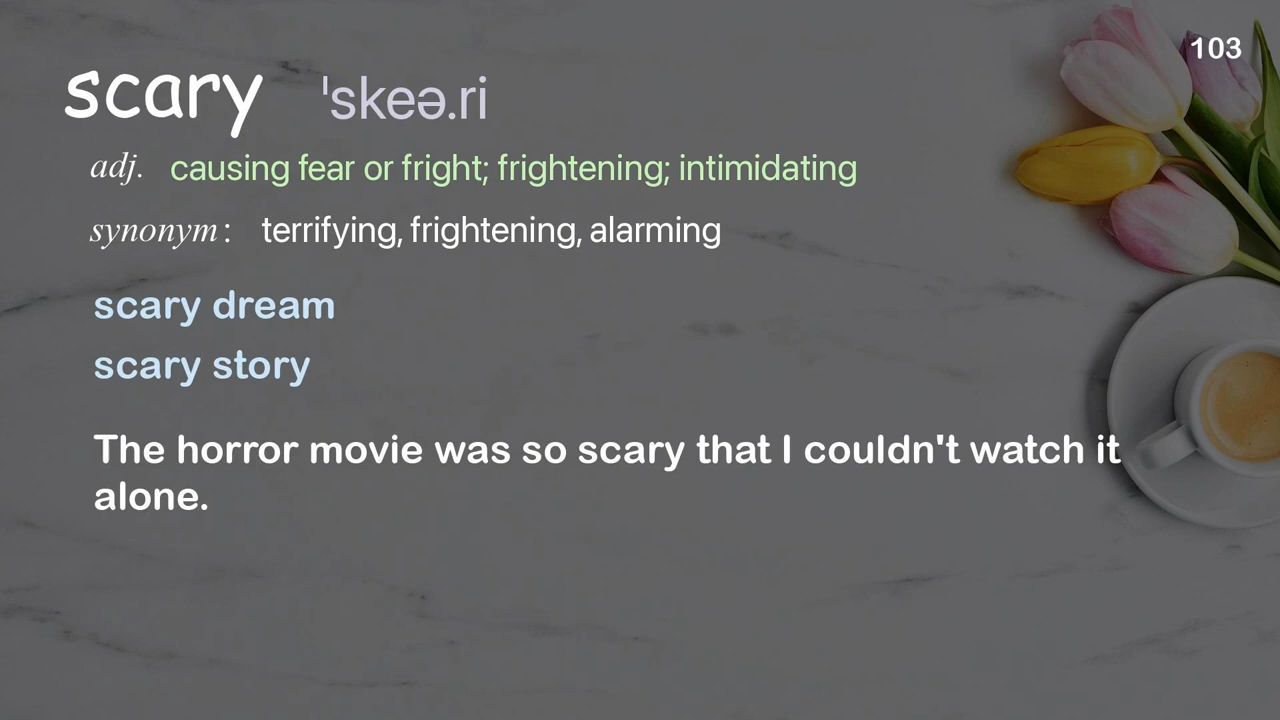 103
scary ˈskeə.ri
adj. causing fear or fright; frightening; intimidating
synonym: terrifying, frightening, alarming
scary dream
scary story
The horror movie was so scary that I couldn't watch it
alone.